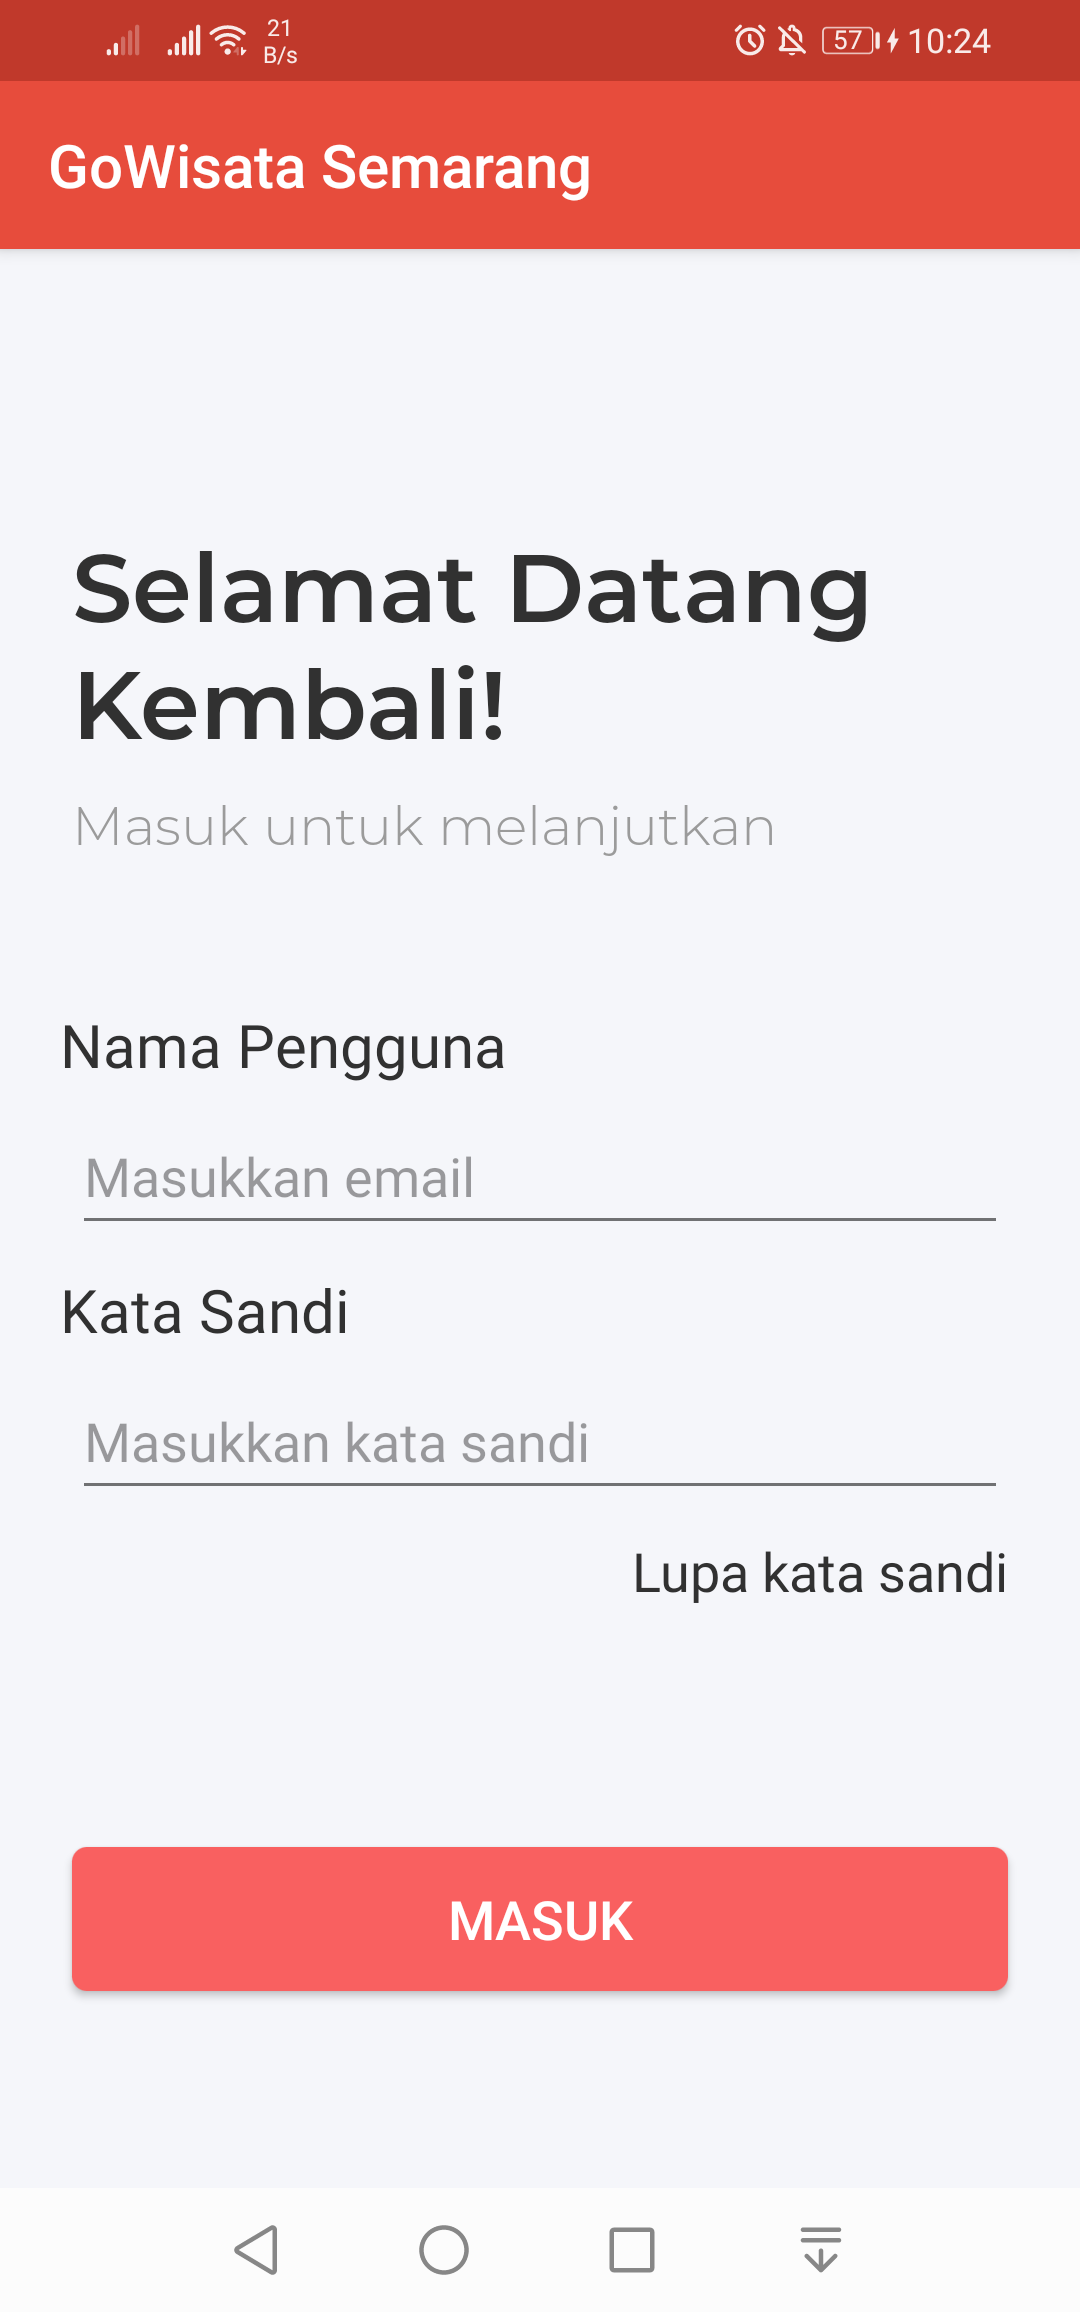 21
B/s
57
10:24
GoWisata Semarang
Selamat Datang
Kembali!
Masuk untuk melanjutkan
Nama Pengguna
Masukkan email
Kata Sandi
Masukkan kata sandi
Lupa kata sandi
MASUK